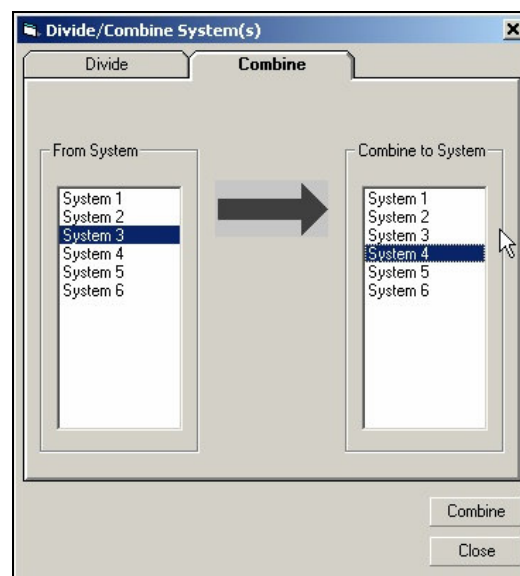 Divide/Combine System(s)
Divide
Combine
From System
System 1
System 2
System 3
System 4
System 5
System 6
Combine to System
System 1
System 2
System 3
System 4
System 5
System 6
Combine
Close